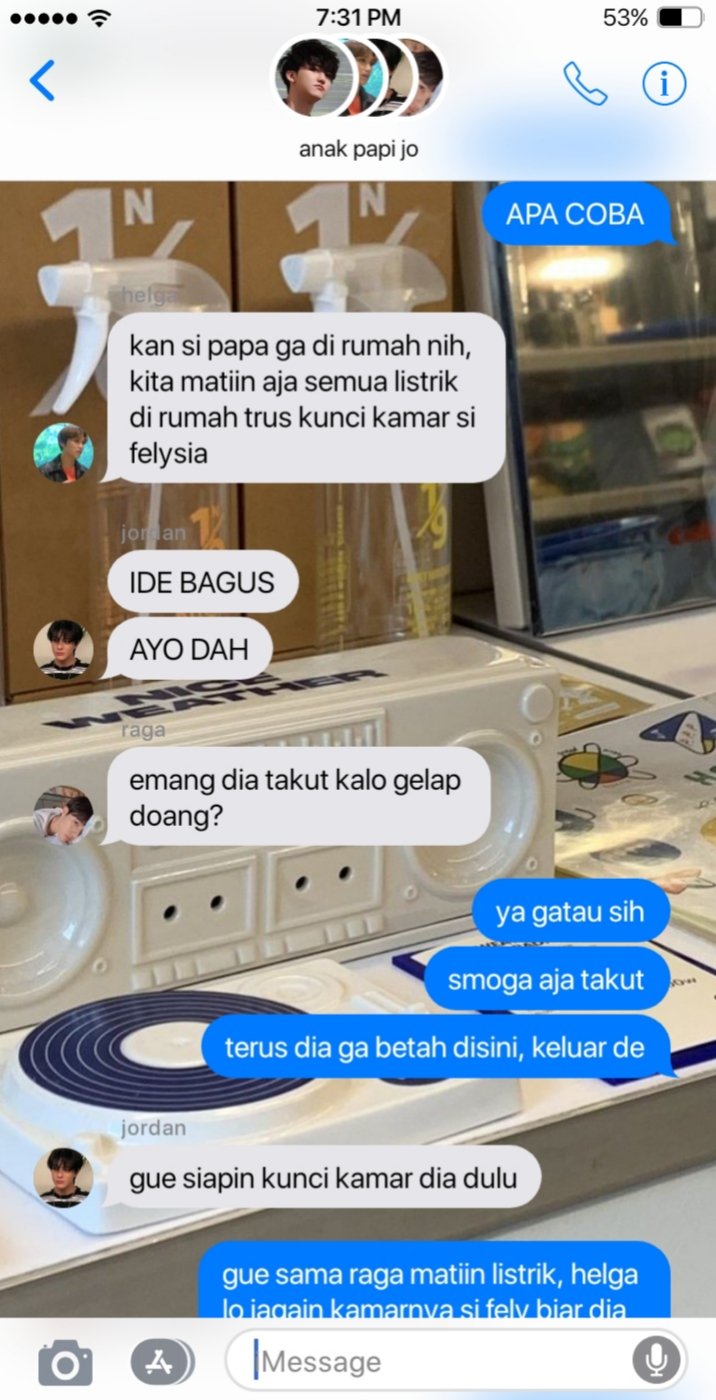 7:31 PM
53%
anak papi jo
APA COBA
helga
kan si papa ga di rumah nih,
kita matiin aja semua listrik
di rumah trus kunci kamar si
felysia
jordan
IDE BAGUS
AYO DAH
NICE
WEATHER
raga
emang dia takut kalo gelap
doang?
ya gatau sih
smoga aja takut
terus dia ga betah disini, keluar de
jordan
gue siapin kunci kamar dia dulu
gue sama raga matiin listrik, helga
lo jagain kamarnya si fely biar dia
Message